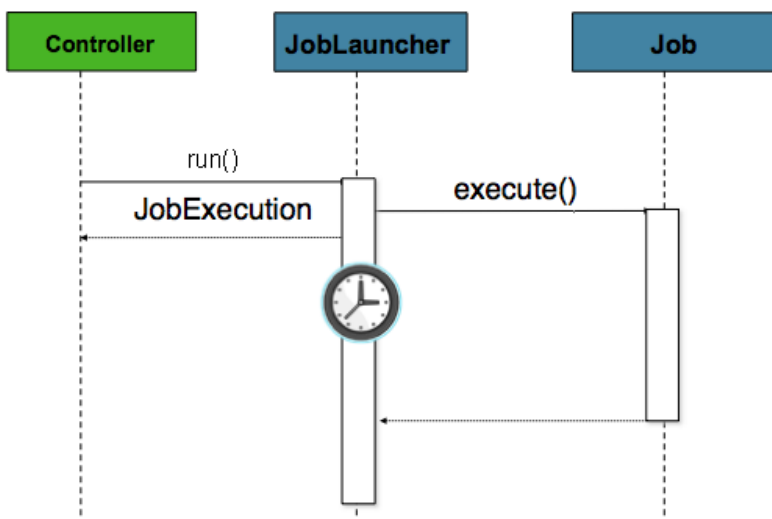 Controller
JobLauncher
Job
run()
execute()
JobExecution